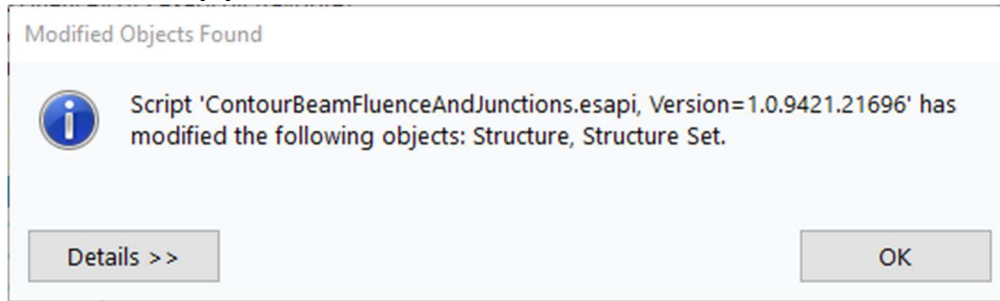 Modified Objects Found
Script 'ContourBeamFluenceAndJunctions.esapi, Version=1.0.9421.21696' has
modified the following objects: Structure, Structure Set.
Details >>
OK